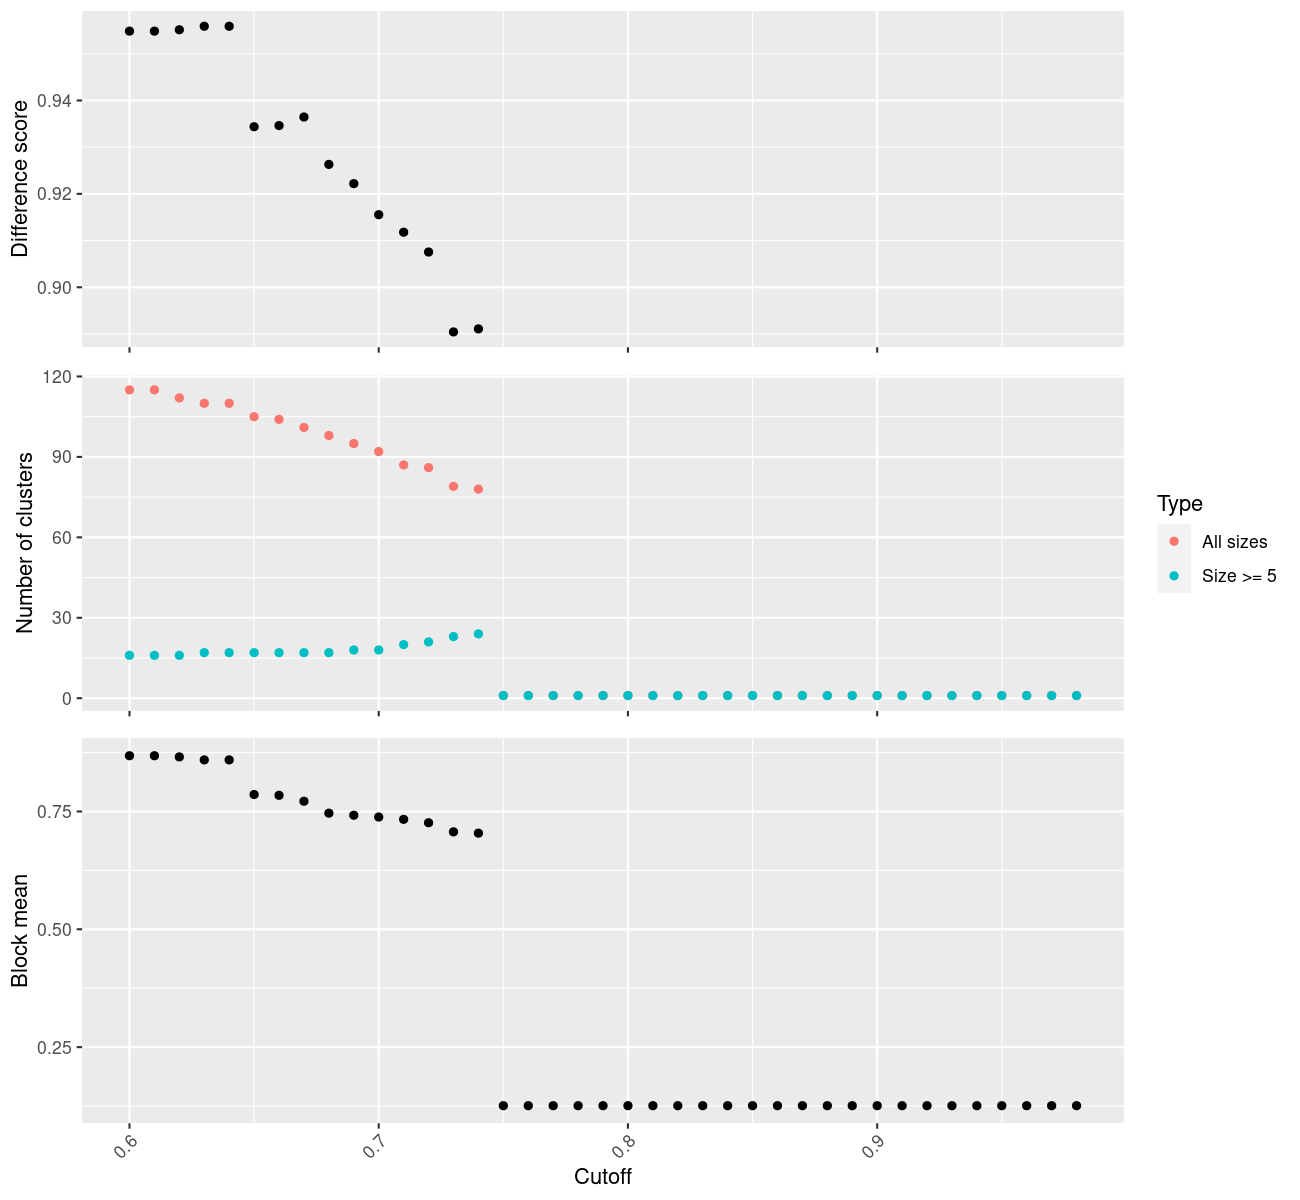 Difference score
0.94
0.92
0.90
Number of clusters
120
90
60
30
0
Type
All sizes
Size >= 5
Block mean
0.75
0.50
0.25
0.6
0.7
0.8
0.9
Cutoff